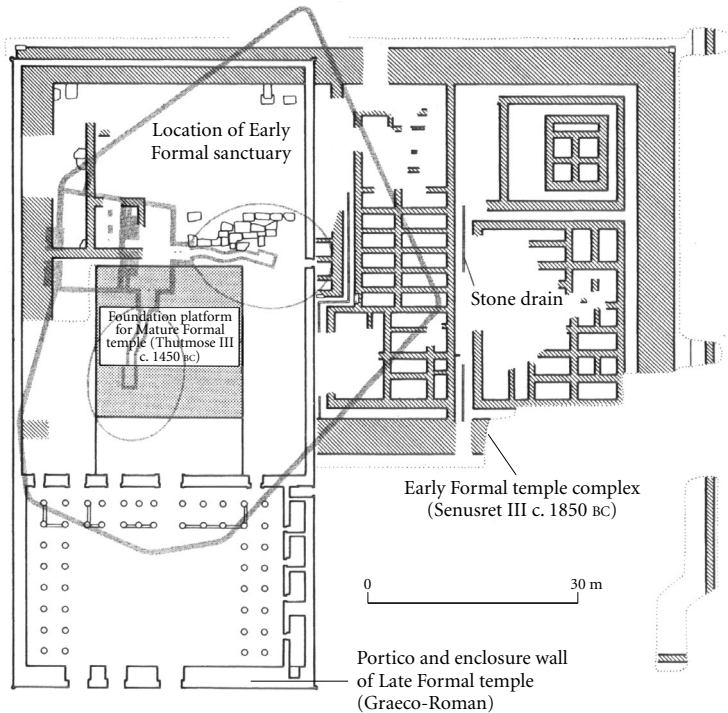 Location of Early
Formal sanctuary
Stone drain
Foundation platform
for Mature Formal
temple (Thutmose III
c. 1450 BC)
Early Formal temple complex
(Senusret III c. 1850 BC)
0 30 m
Portico and enclosure wall
of Late Formal temple
(Graeco-Roman)